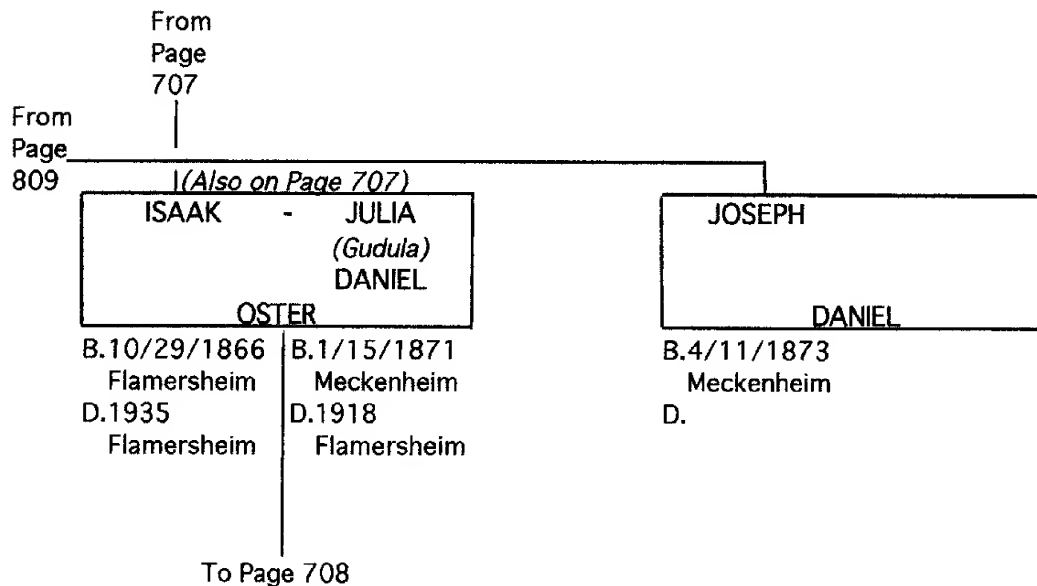 From
Page
707
From
Page
809
(Also on Page 707)
ISAAK - JULIA
(Gudula)
DANIEL
OSTER
B.10/29/1866
Flamersheim
D.1935
Flamersheim
B.1/15/1871
Meckenheim
D.1918
Flamersheim
To Page 708
JOSEPH
DANIEL
B.4/11/1873
Meckenheim
D.